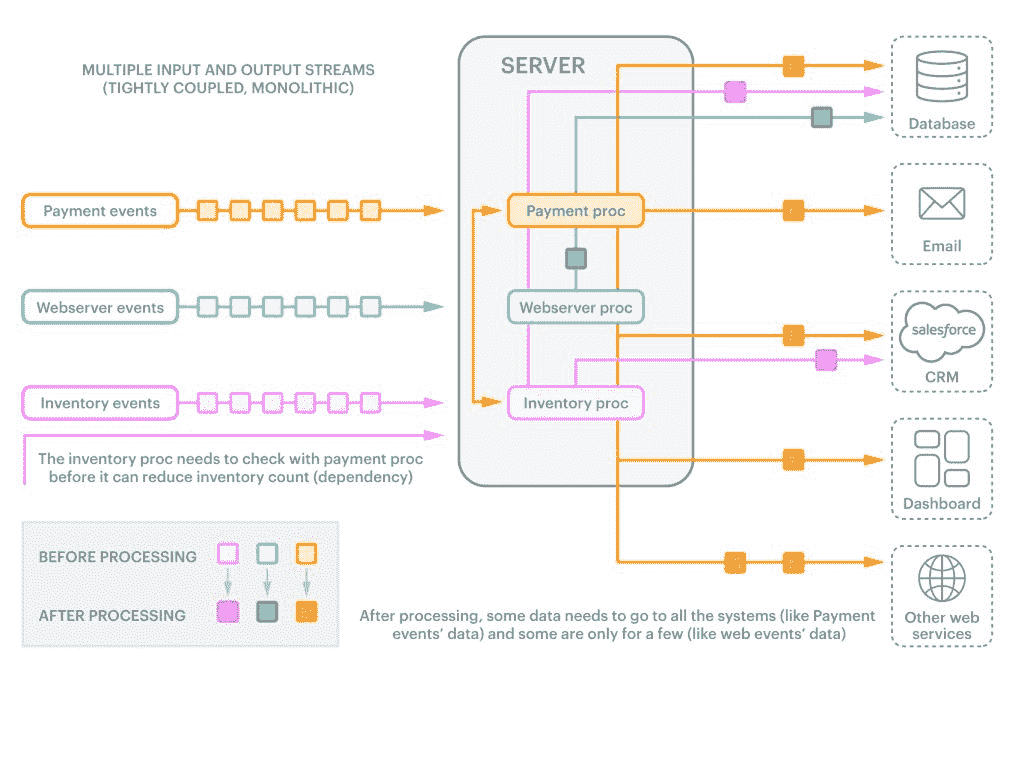 MULTIPLE INPUT AND OUTPUT STREAMS
(TIGHTLY COUPLED, MONOLITHIC)
SERVER
Database
Payment events
Payment proc
Email
Webserver events
Webserver proc
salesforce
CRM
Inventory events
Inventory proc
The inventory proc needs to check with payment proc
before it can reduce inventory count (dependency)
Dashboard
BEFORE PROCESSING
AFTER PROCESSING
After processing, some data needs to go to all the systems (like Payment
events' data) and some are only for a few (like web events' data)
Other web
services